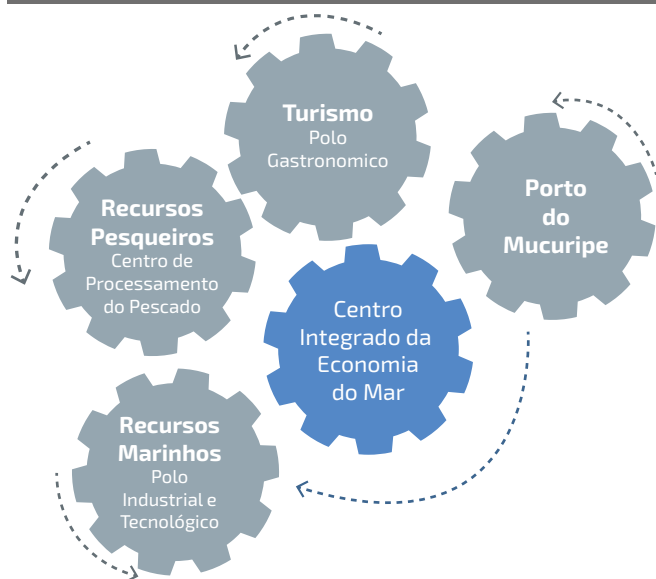 Turismo
Polo
Gastronomico
Porto
do
Mucuripe
Recursos
Pesqueiros
Centro de
Processamento
do Pescado
Centro
Integrado da
Economia
do Mar
Recursos
Marinhos
Polo
Industrial e
Tecnológico